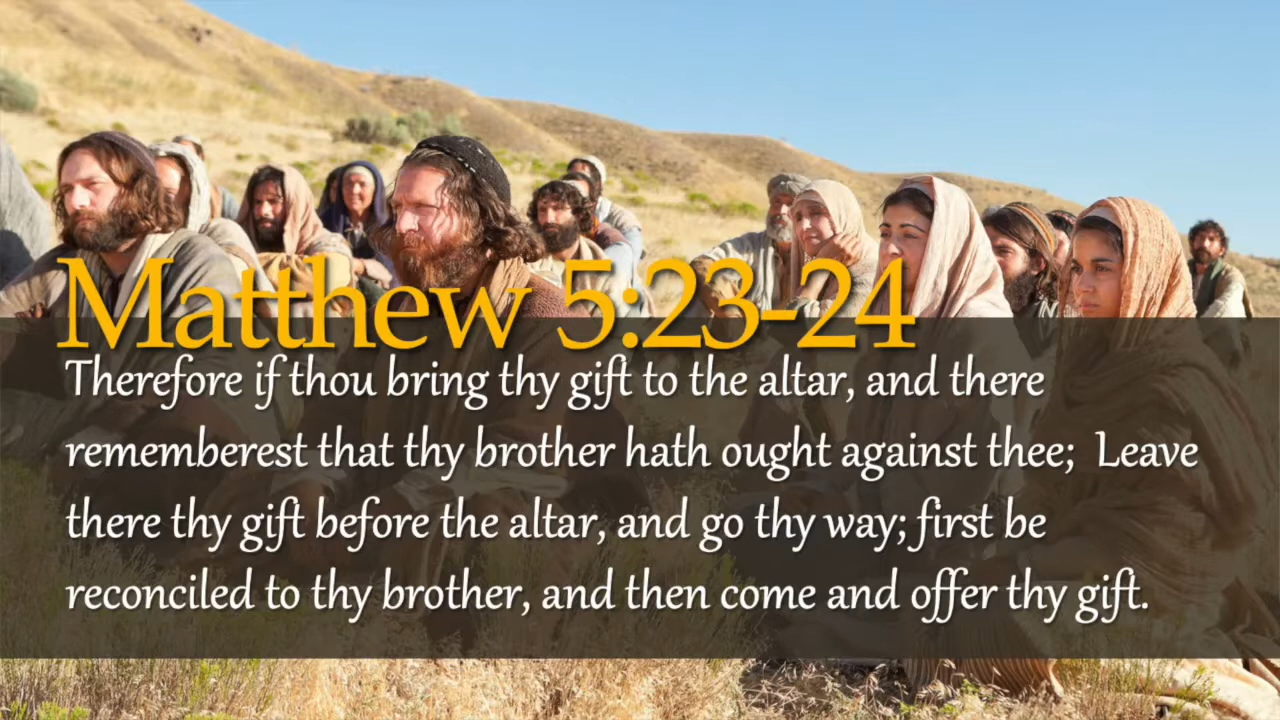 Matthew 5:23-24
Therefore if thou bring thy gift to the altar, and there
rememberest that thy brother hath ought against thee;  Leave
there thy gift before the altar, and go thy way; first be
reconciled to thy brother, and then come and offer thy gift.